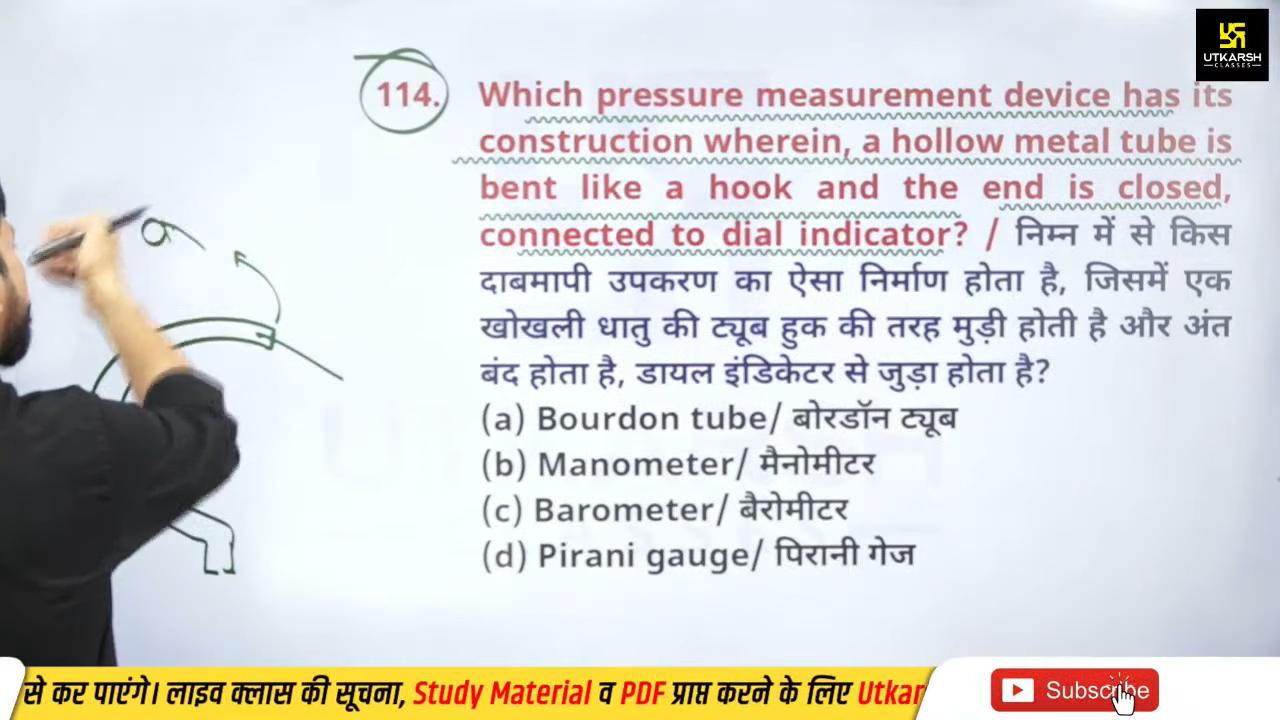 UTKARSH
CLASSES
114. Which pressure measurement device has its
construction wherein, a hollow metal tube is
bent like a hook and the end is closed,
connected to dial indicator? / निम्न में से किस
दाबमापी उपकरण का ऐसा निर्माण होता है, जिसमें एक
खोखली धातु की ट्यूब हुक की तरह मुड़ी होती है और अंत
बंद होता है, डायल इंडिकेटर से जुड़ा होता है?
(a) Bourdon tube/ बोरडॉन ट्यूब
(b) Manometer/ मैनोमीटर
(c) Barometer/ बैरोमीटर
(d) Pirani gauge/ पिरानी गेज
से कर पाएंगे। लाइव क्लास की सूचना, Study Material व PDF प्राप्त करने के लिए Utkar
Subscribe